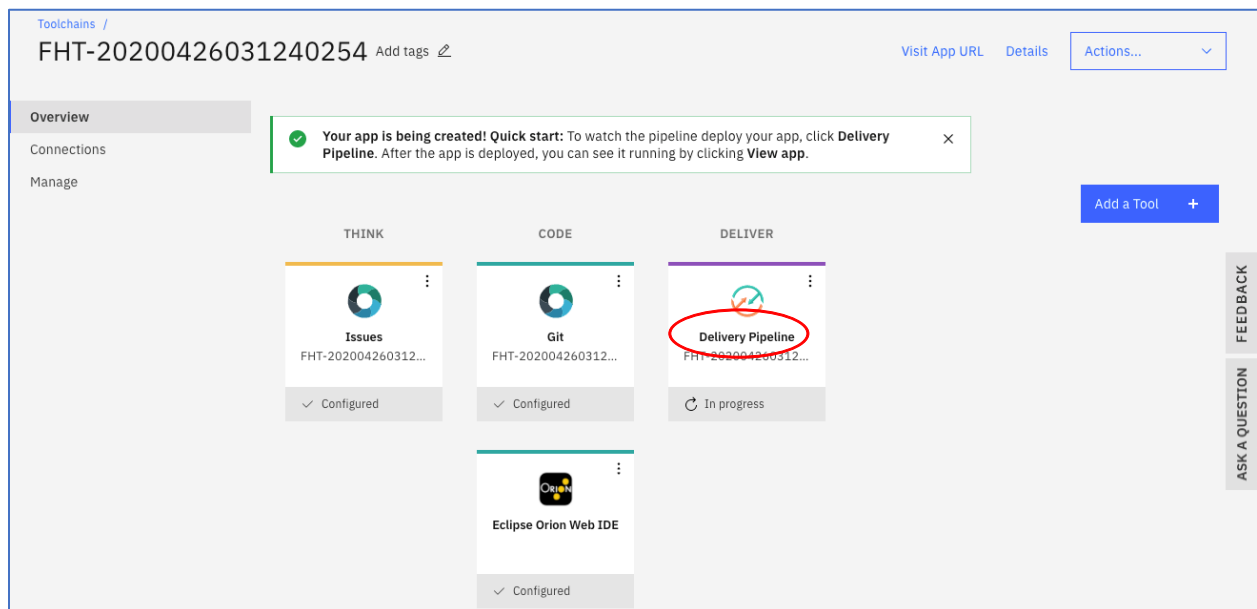 Toolchains /
FHT-20200426031240254 Add tags
Visit App URL Details Actions...
Overview
Connections
Manage
Your app is being created! Quick start: To watch the pipeline deploy your app, click Delivery
Pipeline. After the app is deployed, you can see it running by clicking View app.
Add a Tool +
THINK CODE DELIVER
Issues
FHT-202004260312...
Configured
Git
FHT-202004260312...
Configured
Delivery Pipeline
FHT-202004260312...
In progress
ORION
Eclipse Orion Web IDE
Configured
FEEDBACK
ASK A QUESTION